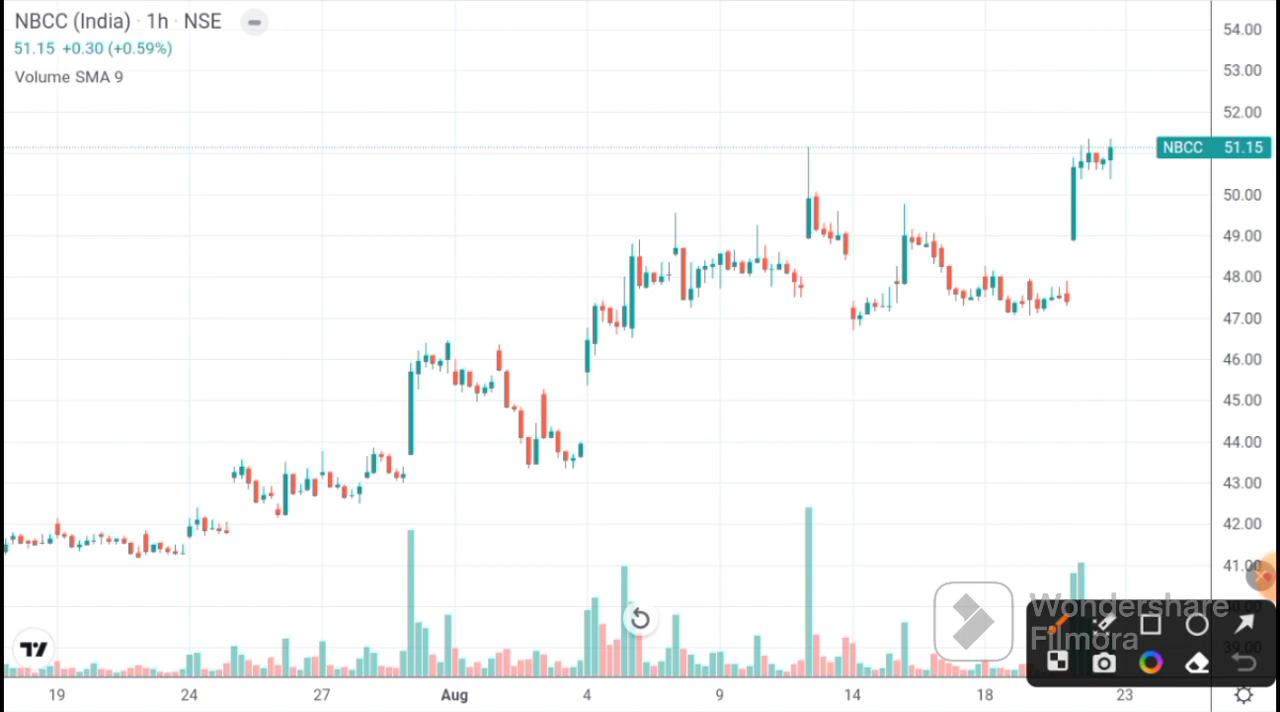 NBCC (India) · 1h · NSE
51.15 +0.30 (+0.59%)
Volume SMA 9
54.00
53.00
52.00
NBCC 51.15
50.00
49.00
48.00
47.00
46.00
45.00
44.00
43.00
42.00
41.00
Wondershare
Filmora
39.00
19 24 27 Aug 4 9 14 18 23